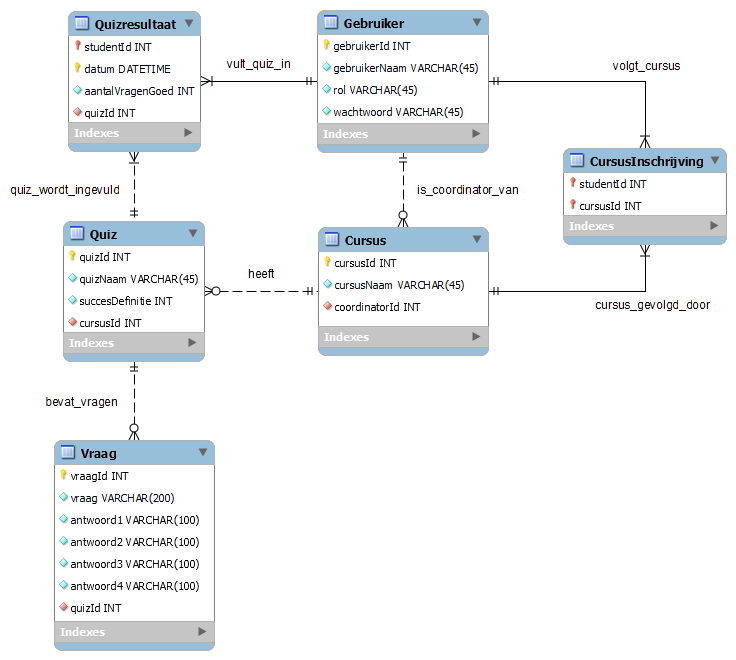 Quizresultaat
studentId INT
datum DATETIME
aantalVragenGoed INT
quizId INT
Indexes
vult_quiz_in
Gebruiker
gebruikerId INT
gebruikerNaam VARCHAR(45)
rol VARCHAR(45)
wachtwoord VARCHAR(45)
Indexes
volgt_cursus
CursusInschrijving
studentId INT
cursusId INT
Indexes
quiz_wordt_ingevuld
is_coordinator_van
Quiz
quizId INT
quizNaam VARCHAR(45)
succesDefinitie INT
cursusId INT
Indexes
heeft
Cursus
cursusId INT
cursusNaam VARCHAR(45)
coordinatorId INT
Indexes
cursus_gevolgd_door
bevat_vragen
Vraag
vraagId INT
vraag VARCHAR(200)
antwoord1 VARCHAR(100)
antwoord2 VARCHAR(100)
antwoord3 VARCHAR(100)
antwoord4 VARCHAR(100)
quizId INT
Indexes